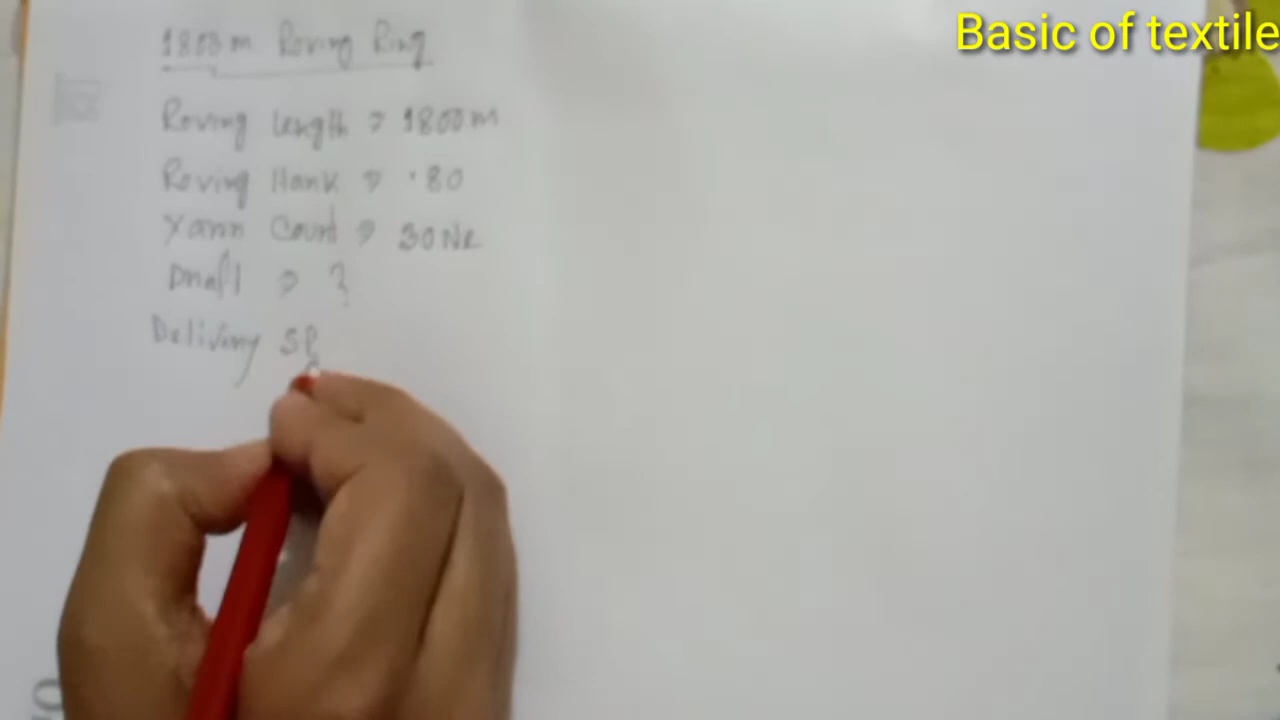 Basic of textile
1800 m Roving Ring
Roving Length → 1800 m
Roving Hank → .80
Yarn Count → 30 Ne
Draft → ?
Delivery SP